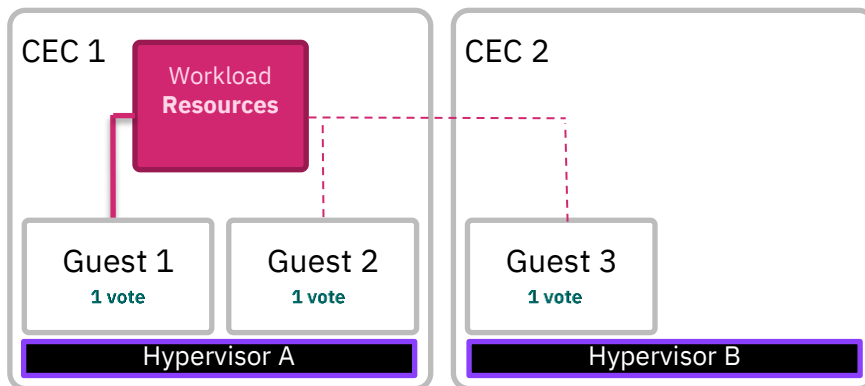 CEC 1
Workload
Resources
Guest 1
1 vote
Guest 2
1 vote
Hypervisor A
CEC 2
Guest 3
1 vote
Hypervisor B